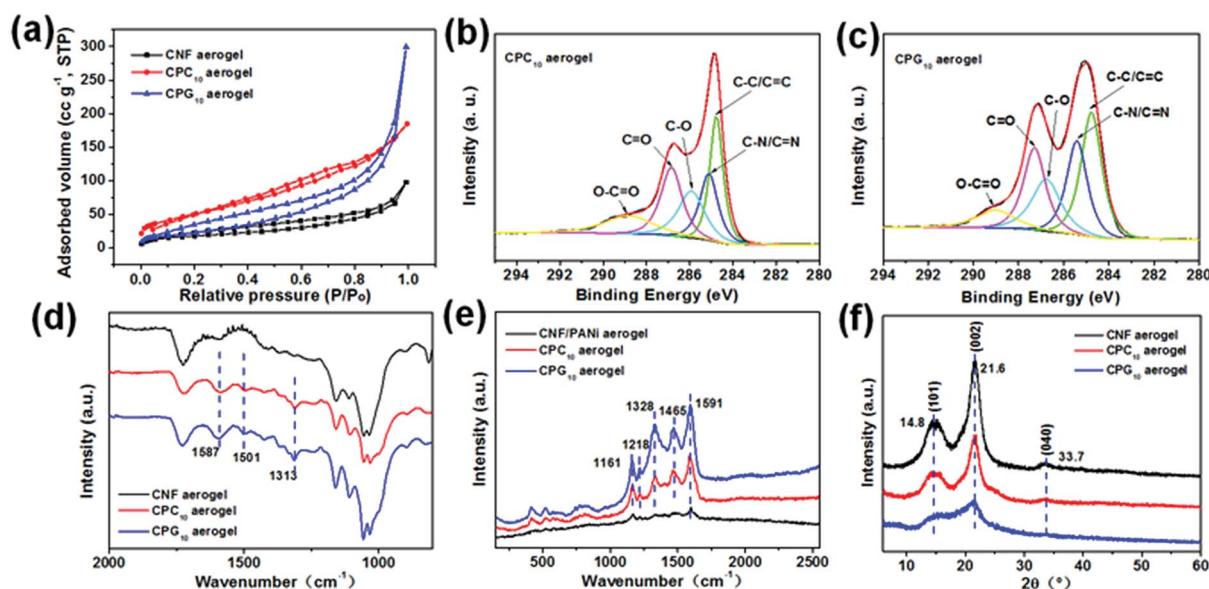 (a)
300
250
200
150
100
50
0
0.0 0.2 0.4 0.6 0.8 1.0
Adsorbed volume (cc g⁻¹, STP)
Relative pressure (P/P₀)
CNF aerogel
CPC₁₀ aerogel
CPG₁₀ aerogel
(b)
CPC₁₀ aerogel
C-C/C=C
C=O
C-O
C-N/C=N
O-C=O
Intensity (a. u.)
294 292 290 288 286 284 282 280
Binding Energy (eV)
(c)
CPG₁₀ aerogel
C-C/C=C
C-O
C=O
C-N/C=N
O-C=O
Intensity (a. u.)
294 292 290 288 286 284 282 280
Binding Energy (eV)
(d)
1587
1501
1313
CNF aerogel
CPC₁₀ aerogel
CPG₁₀ aerogel
Intensity (a.u.)
2000 1500 1000
Wavenumber（cm⁻¹）
(e)
CNF/PANi aerogel
CPC₁₀ aerogel
CPG₁₀ aerogel
1591
1465
1328
1218
1161
Intensity (a.u.)
500 1000 1500 2000 2500
Wavenumber（cm⁻¹）
(f)
CNF aerogel
CPC₁₀ aerogel
CPG₁₀ aerogel
(002)
21.6
(101)
14.8
(040)
33.7
Intensity (a.u.)
10 20 30 40 50 60
2θ（°）